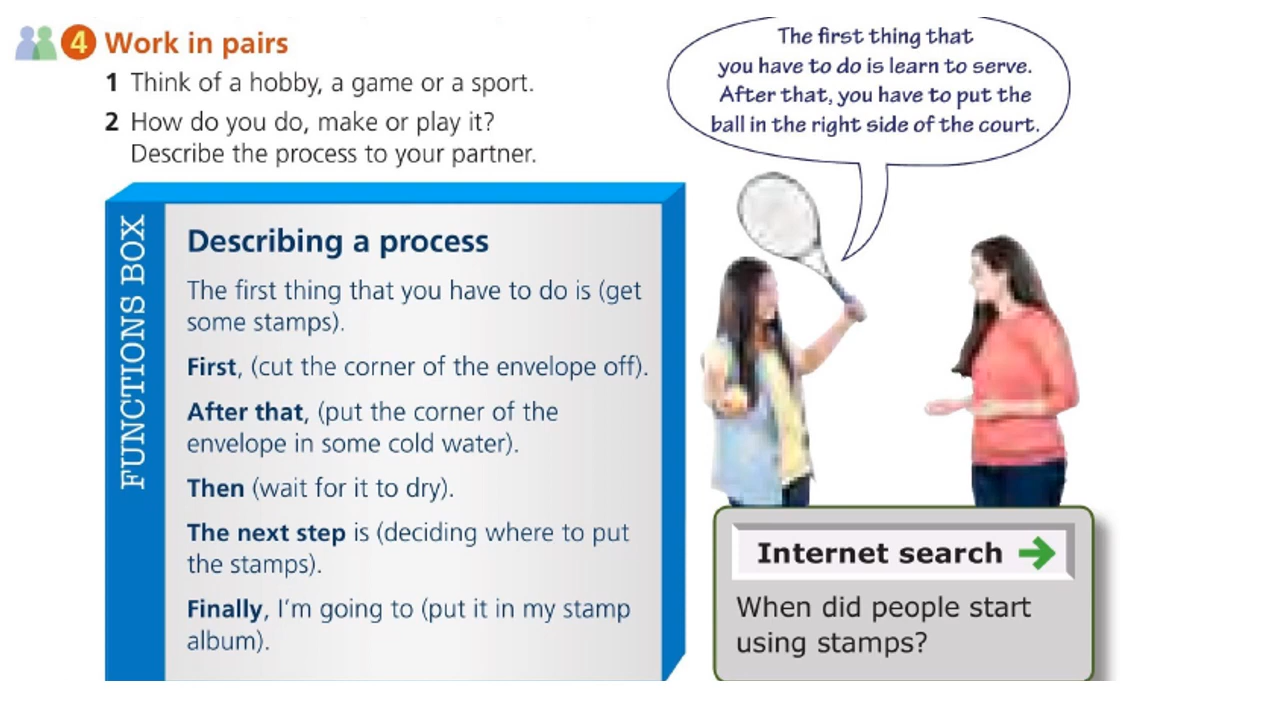 4 Work in pairs
1 Think of a hobby, a game or a sport.
2 How do you do, make or play it?
Describe the process to your partner.
The first thing that
you have to do is learn to serve.
After that, you have to put the
ball in the right side of the court.
FUNCTIONS BOX
Describing a process
The first thing that you have to do is (get
some stamps).
First, (cut the corner of the envelope off).
After that, (put the corner of the
envelope in some cold water).
Then (wait for it to dry).
The next step is (deciding where to put
the stamps).
Finally, I'm going to (put it in my stamp
album).
Internet search
When did people start
using stamps?